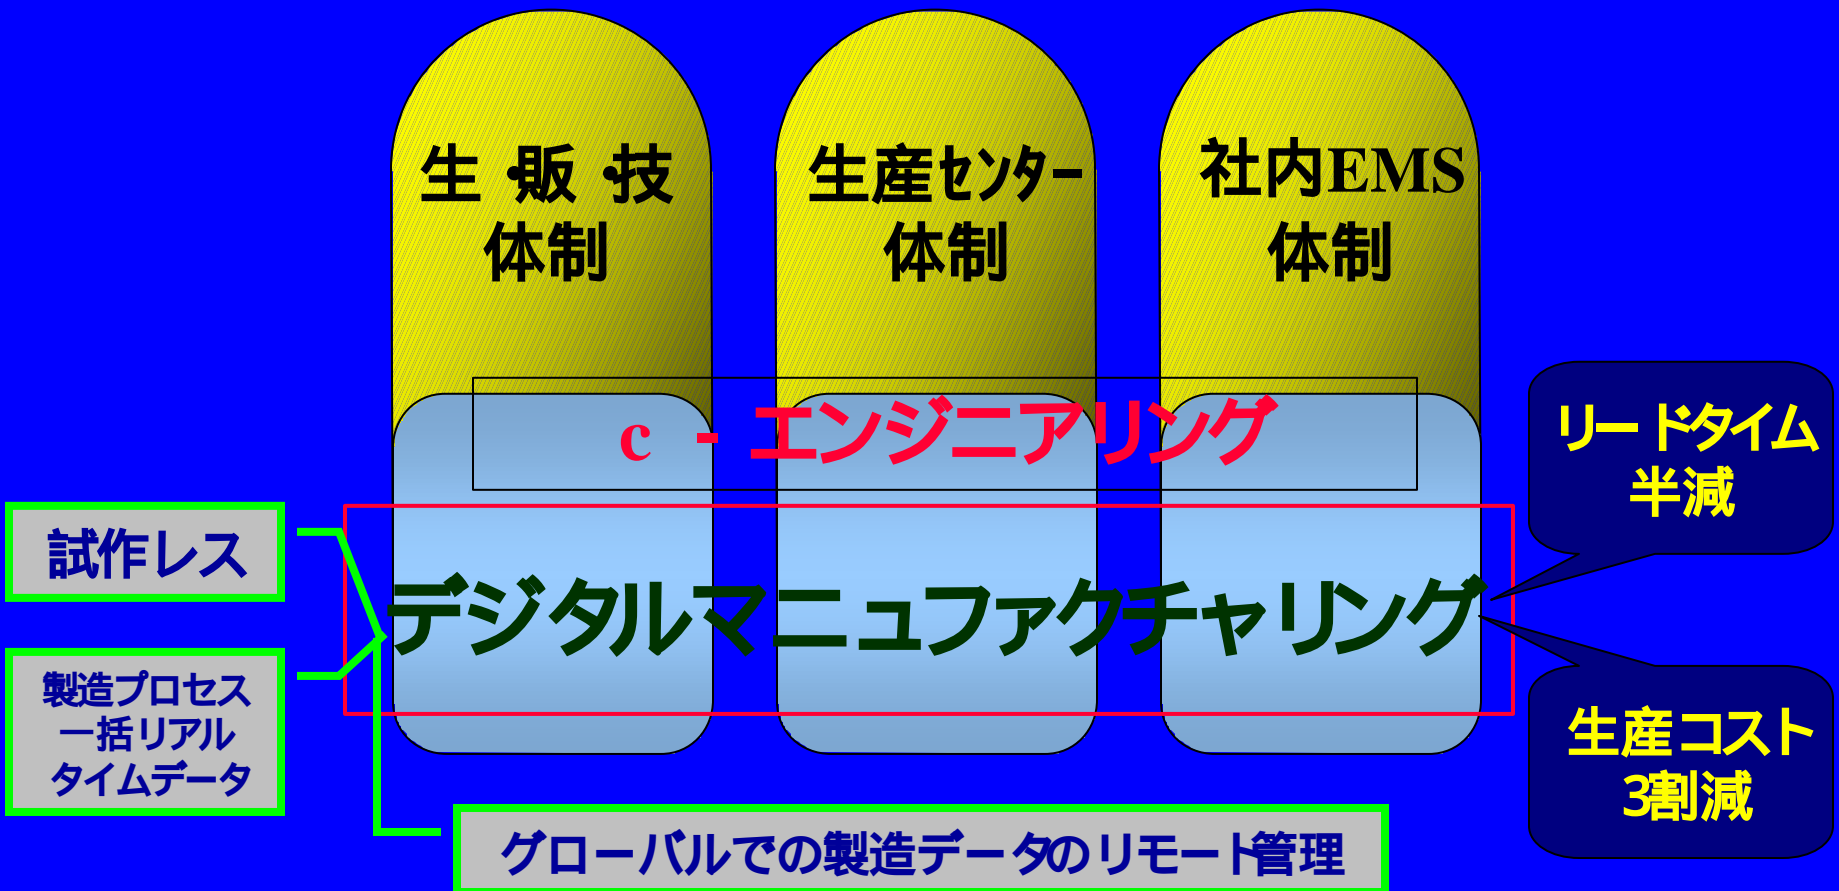 生・販・技
体制
生産センター
体制
社内EMS
体制
c - エンジニアリング
デジタルマニュファクチャリング
リードタイム
半減
生産コスト
3割減
試作レス
製造プロセス
一括リアル
タイムデータ
グローバルでの製造データのリモート管理